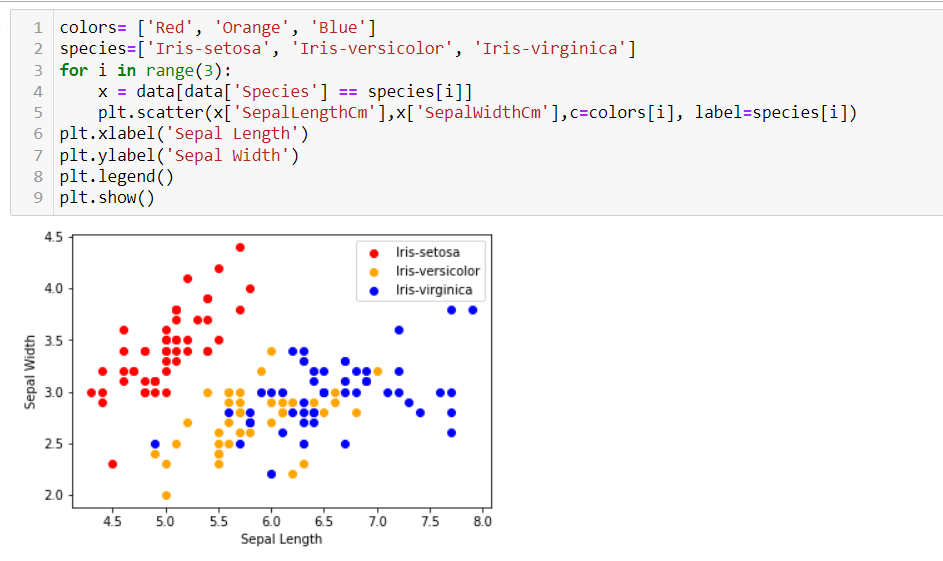 1 colors= ['Red', 'Orange', 'Blue']
2 species=['Iris-setosa', 'Iris-versicolor', 'Iris-virginica']
3 for i in range(3):
4     x = data[data['Species'] == species[i]]
5     plt.scatter(x['SepalLengthCm'],x['SepalWidthCm'],c=colors[i], label=species[i])
6 plt.xlabel('Sepal Length')
7 plt.ylabel('Sepal Width')
8 plt.legend()
9 plt.show()
4.5
4.0
3.5
3.0
2.5
2.0
Sepal Width
Iris-setosa
Iris-versicolor
Iris-virginica
4.5 5.0 5.5 6.0 6.5 7.0 7.5 8.0
Sepal Length